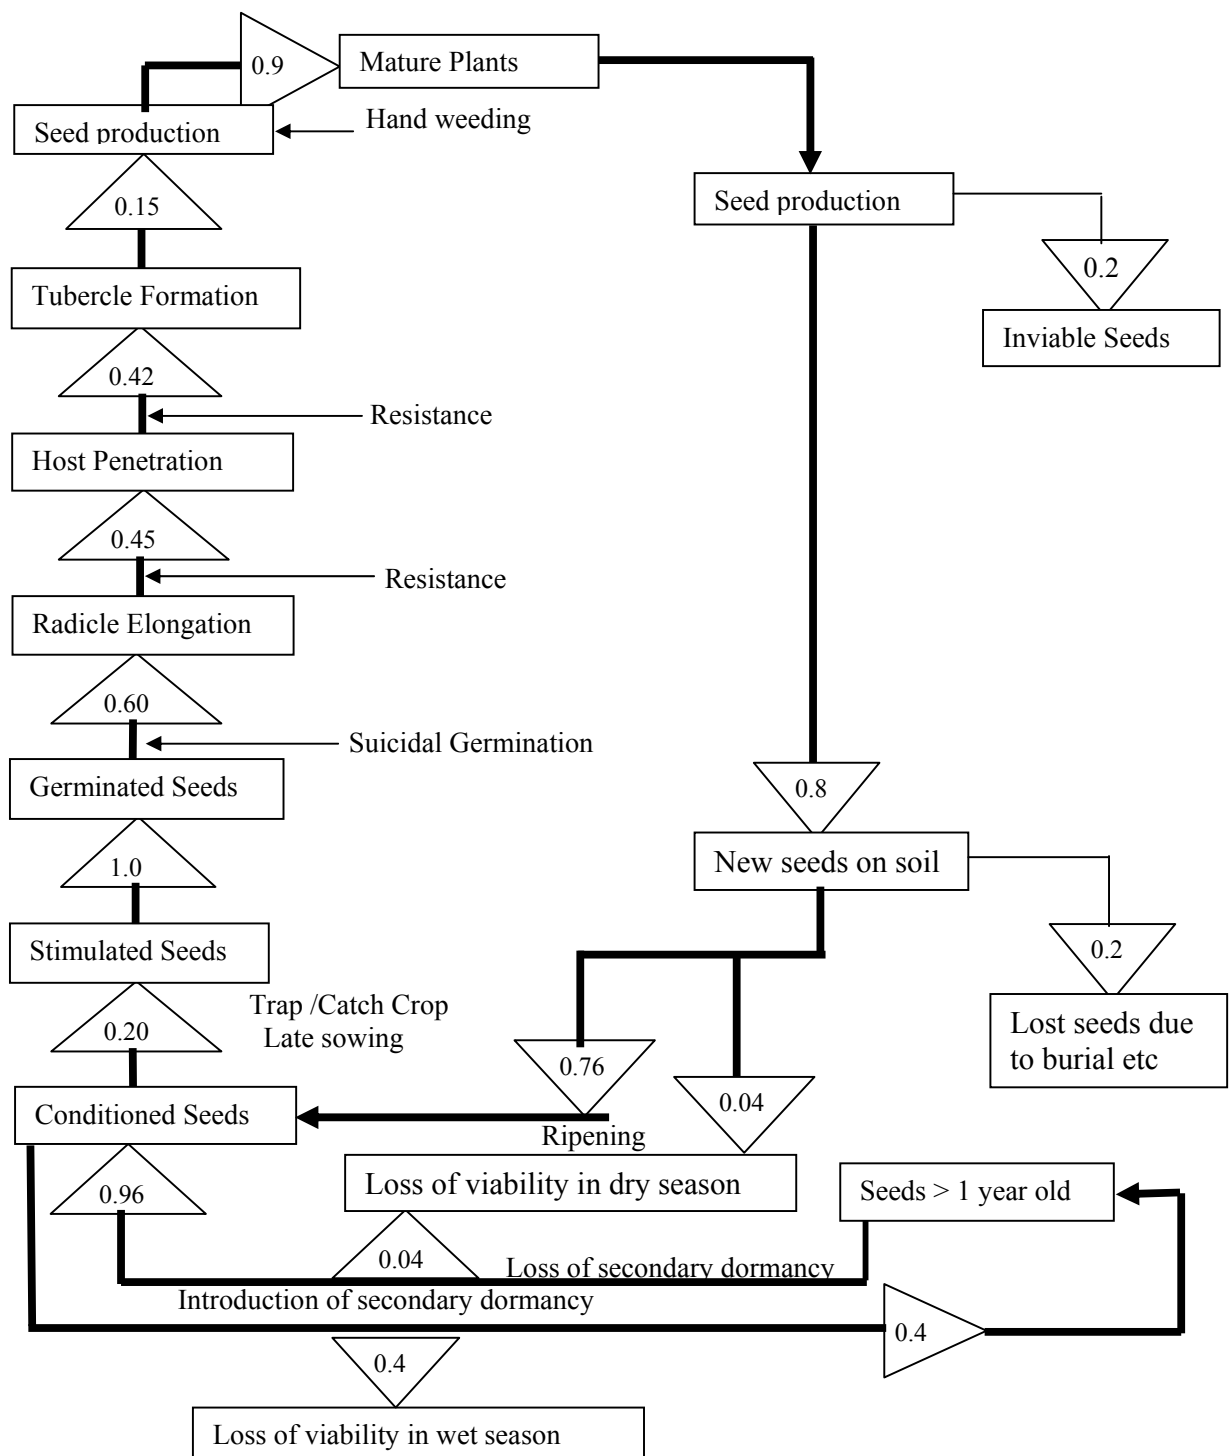 0.9
Mature Plants
Seed production
Hand weeding
0.15
Seed production
0.2
Tubercle Formation
Inviable Seeds
0.42
Resistance
Host Penetration
0.45
Resistance
Radicle Elongation
0.60
Suicidal Germination
Germinated Seeds
0.8
New seeds on soil
1.0
Stimulated Seeds
0.2
Trap /Catch Crop
Late sowing
0.20
Lost seeds due
to burial etc
0.76
0.04
Conditioned Seeds
Ripening
Loss of viability in dry season
Seeds > 1 year old
0.96
0.04
Loss of secondary dormancy
Introduction of secondary dormancy
0.4
0.4
Loss of viability in wet season